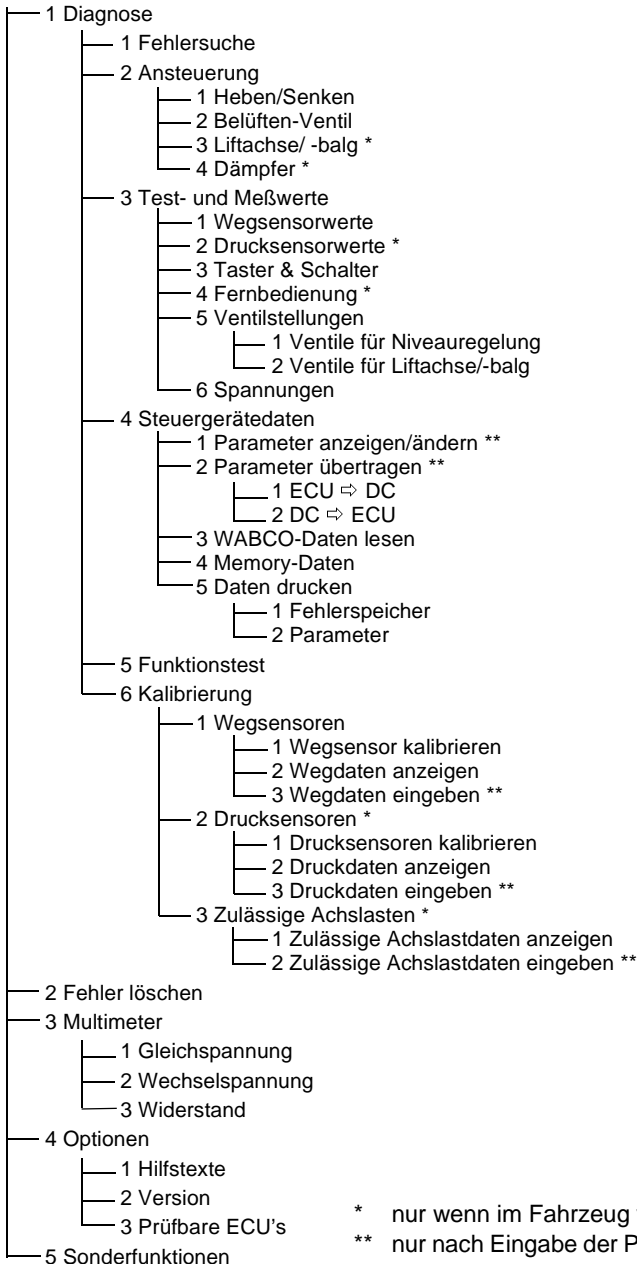 1 Diagnose
1 Fehlersuche
2 Ansteuerung
1 Heben/Senken
2 Belüften-Ventil
3 Liftachse/ -balg *
4 Dämpfer *
3 Test- und Meßwerte
1 Wegsensorwerte
2 Drucksensorwerte *
3 Taster & Schalter
4 Fernbedienung *
5 Ventilstellungen
1 Ventile für Niveauregelung
2 Ventile für Liftachse/-balg
6 Spannungen
4 Steuergerätedaten
1 Parameter anzeigen/ändern **
2 Parameter übertragen **
1 ECU ⇨ DC
2 DC ⇨ ECU
3 WABCO-Daten lesen
4 Memory-Daten
5 Daten drucken
1 Fehlerspeicher
2 Parameter
5 Funktionstest
6 Kalibrierung
1 Wegsensoren
1 Wegsensor kalibrieren
2 Wegdaten anzeigen
3 Wegdaten eingeben **
2 Drucksensoren *
1 Drucksensoren kalibrieren
2 Druckdaten anzeigen
3 Druckdaten eingeben **
3 Zulässige Achslasten *
1 Zulässige Achslastdaten anzeigen
2 Zulässige Achslastdaten eingeben **
2 Fehler löschen
3 Multimeter
1 Gleichspannung
2 Wechselspannung
3 Widerstand
4 Optionen
1 Hilfstexte
2 Version
3 Prüfbare ECU's
* nur wenn im Fahrzeug
** nur nach Eingabe der P
5 Sonderfunktionen